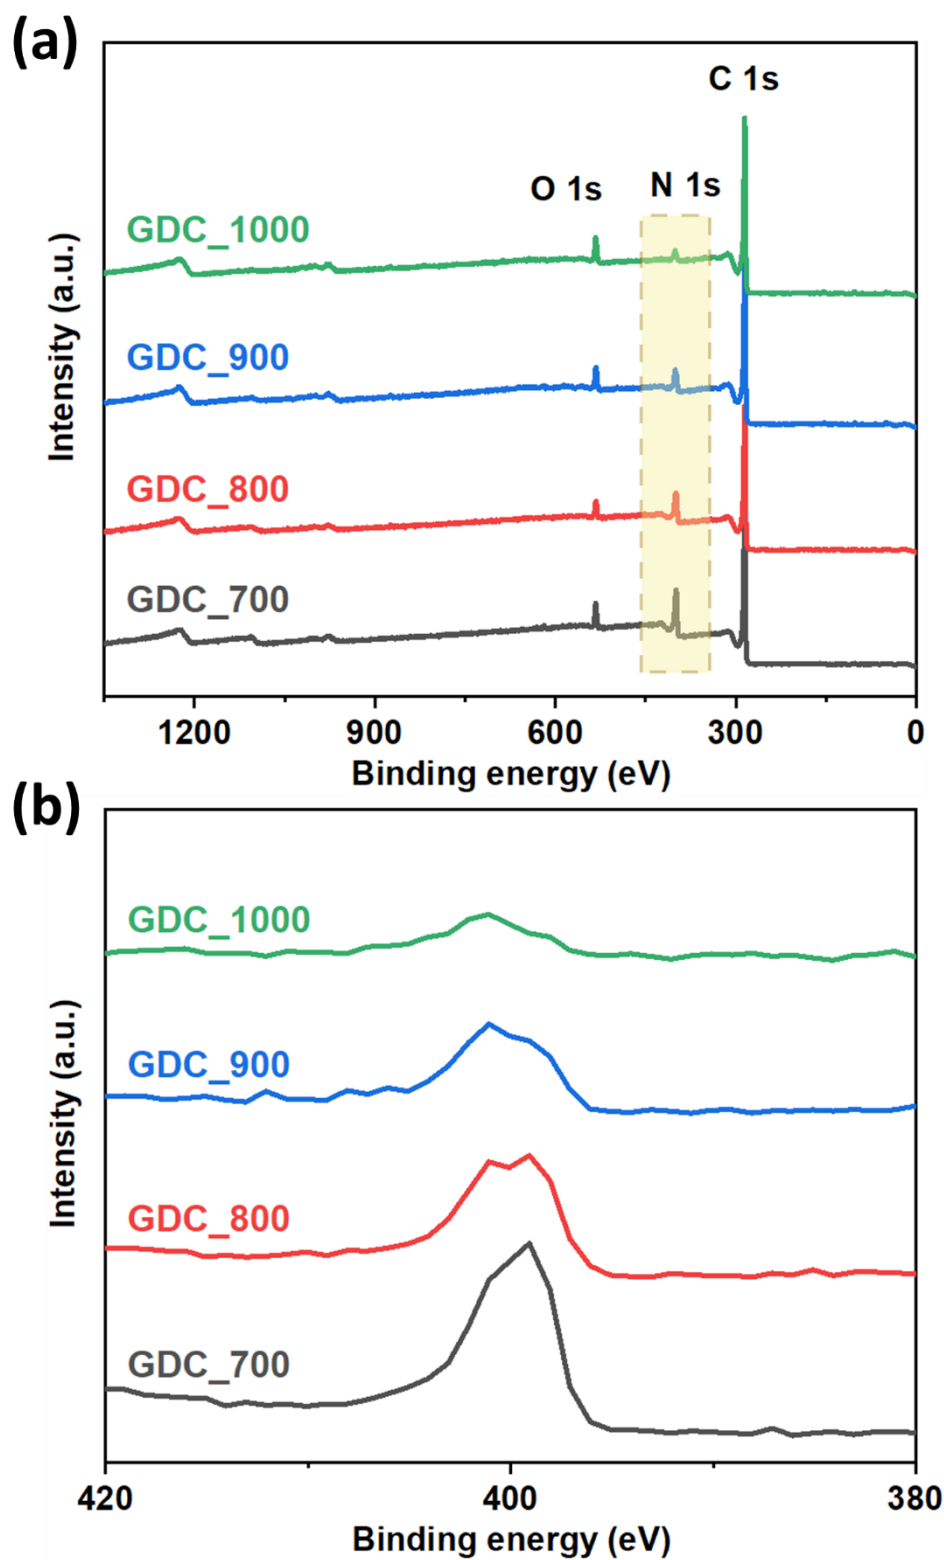 (a)
C 1s
O 1s
N 1s
GDC_1000
GDC_900
GDC_800
GDC_700
Intensity (a.u.)
1200 900 600 300 0
Binding energy (eV)
(b)
GDC_1000
GDC_900
GDC_800
GDC_700
Intensity (a.u.)
420 400 380
Binding energy (eV)